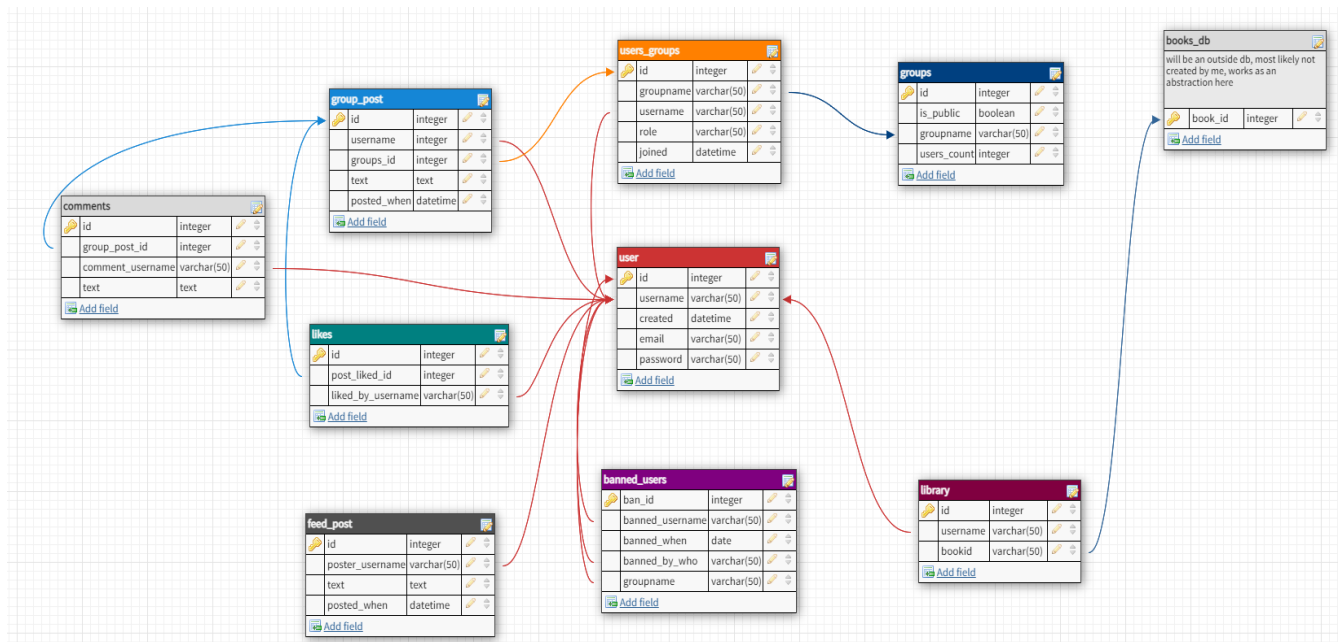 users_groups
id integer
groupname varchar(50)
username varchar(50)
role varchar(50)
joined datetime
Add field
groups
id integer
is_public boolean
groupname varchar(50)
users_count integer
Add field
books_db
will be an outside db, most likely not
created by me, works as an
abstraction here
book_id integer
Add field
group_post
id integer
username integer
groups_id integer
text text
posted_when datetime
Add field
comments
id integer
group_post_id integer
comment_username varchar(50)
text text
Add field
user
id integer
username varchar(50)
created datetime
email varchar(50)
password varchar(50)
Add field
likes
id integer
post_liked_id integer
liked_by_username varchar(50)
Add field
banned_users
ban_id integer
banned_username varchar(50)
banned_when date
banned_by_who varchar(50)
groupname varchar(50)
Add field
library
id integer
username varchar(50)
bookid varchar(50)
Add field
feed_post
id integer
poster_username varchar(50)
text text
posted_when datetime
Add field